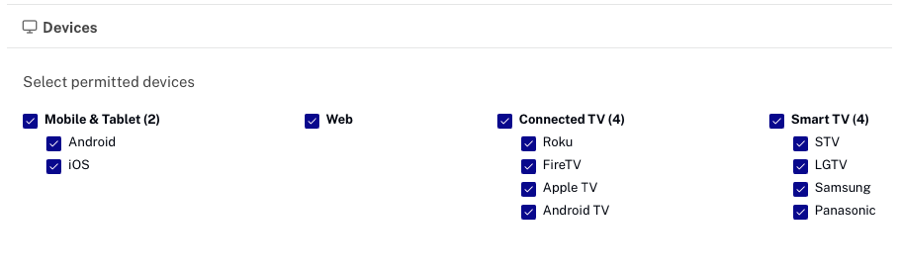 Devices
Select permitted devices
Mobile & Tablet (2)
Android
iOS
Web
Connected TV (4)
Roku
FireTV
Apple TV
Android TV
Smart TV (4)
STV
LGTV
Samsung
Panasonic